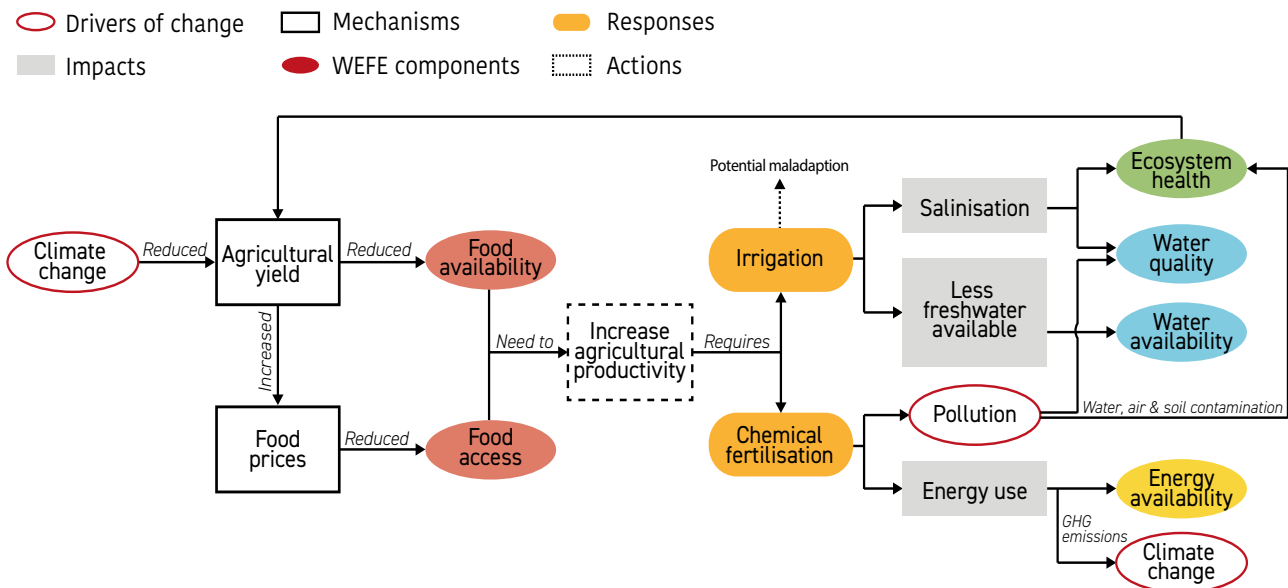 Drivers of change
Mechanisms
Responses
Impacts
WEFE components
Actions
Climate
change
Reduced
Agricultural
yield
Reduced
Food
availability
Increased
Food
prices
Reduced
Food
access
Need to
Increase
agricultural
productivity
Requires
Potential maladaption
Irrigation
Chemical
fertilisation
Salinisation
Less
freshwater
available
Pollution
Energy use
Ecosystem
health
Water
quality
Water
availability
Water, air & soil contamination
Energy
availability
GHG
emissions
Climate
change